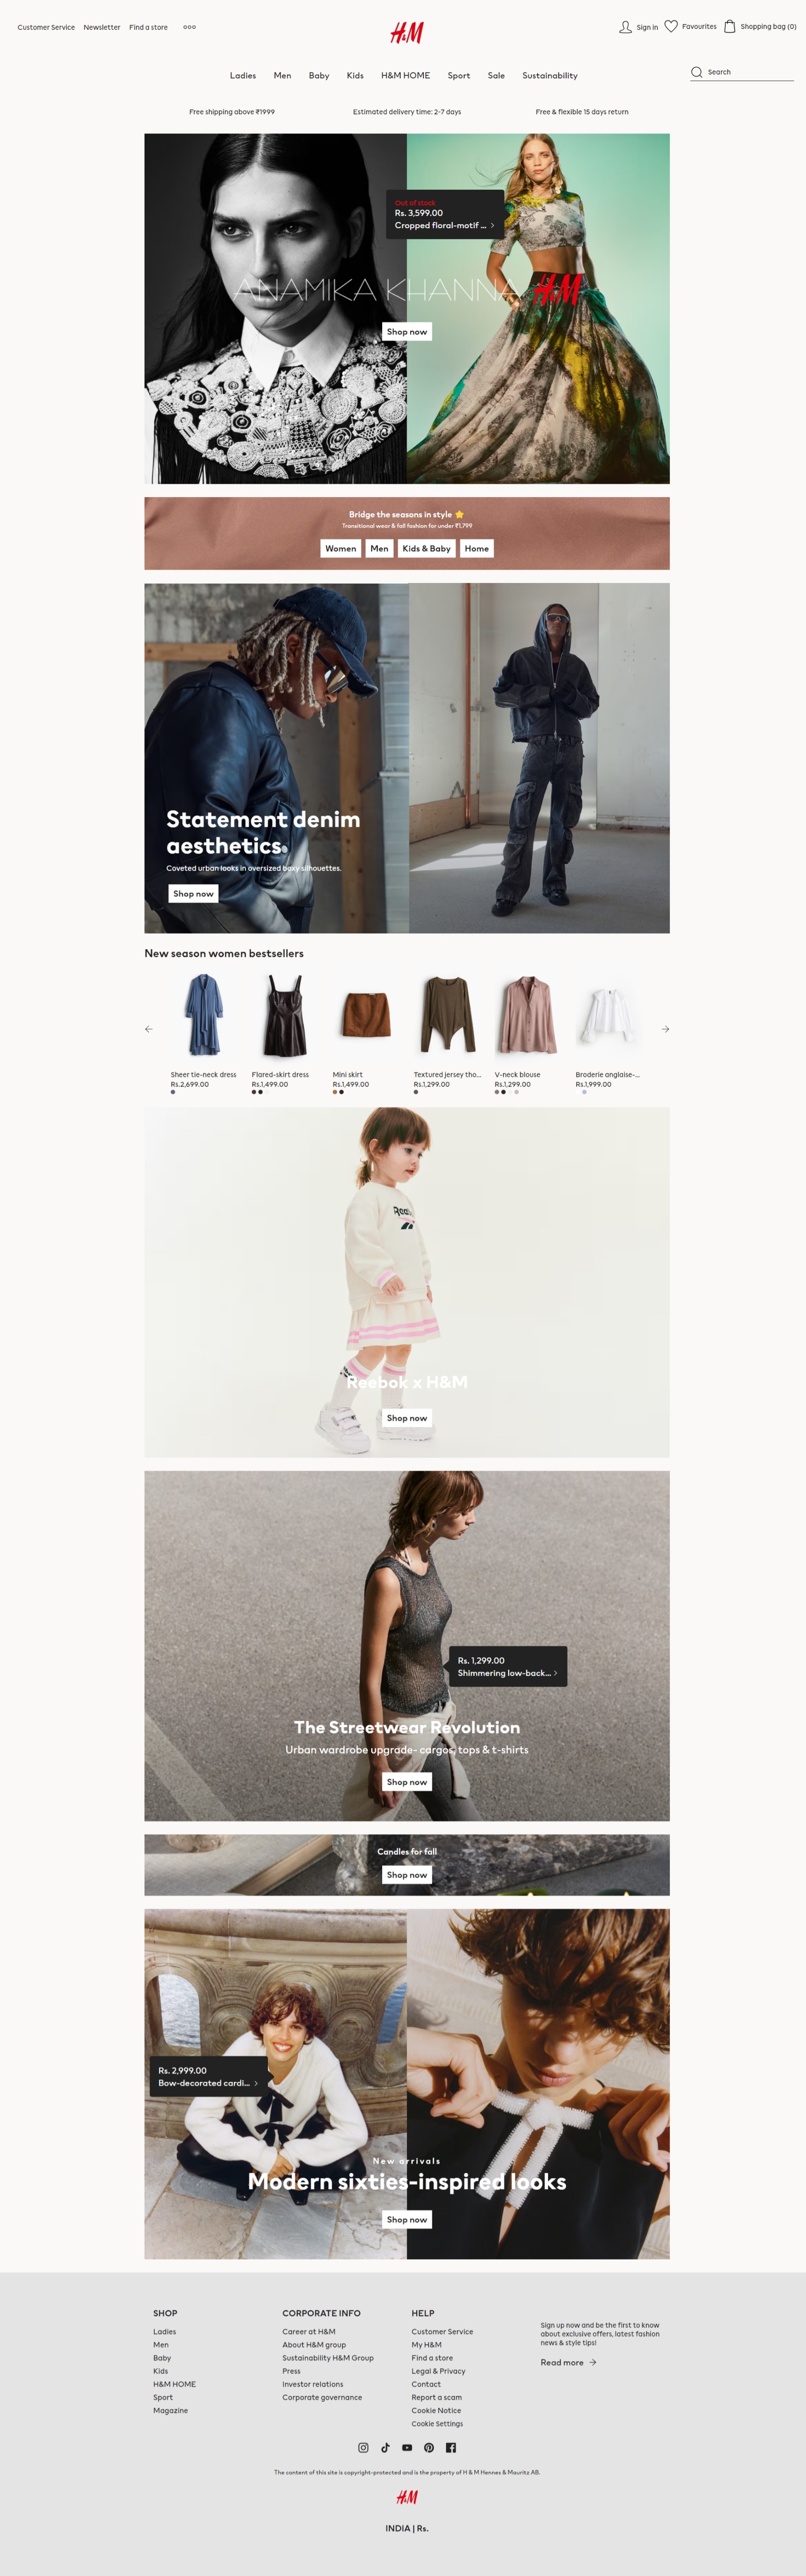 Customer Service Newsletter Find a store
H&M
Sign in Favourites Shopping bag (0)
Ladies Men Baby Kids H&M HOME Sport Sale Sustainability
Search
Free shipping above ₹1999 Estimated delivery time: 2-7 days Free & flexible 15 days return
Out of stock
Rs. 3,599.00
Cropped floral-motif ...
ANAMIKA KHANNA H&M
Shop now
Bridge the seasons in style ⭐
Transitional wear & fall fashion for under ₹1,799
Women Men Kids & Baby Home
Statement denim
aesthetics
Coveted urban looks in oversized boxy silhouettes.
Shop now
New season women bestsellers
Sheer tie-neck dress Flared-skirt dress Mini skirt Textured jersey tho... V-neck blouse Broderie anglaise-...
Rs.2,699.00 Rs.1,499.00 Rs.1,499.00 Rs.1,299.00 Rs.1,299.00 Rs.1,999.00
Reebok x H&M
Shop now
Rs. 1,299.00
Shimmering low-back...
The Streetwear Revolution
Urban wardrobe upgrade- cargos, tops & t-shirts
Shop now
Candles for fall
Shop now
Rs. 2,999.00
Bow-decorated cardi...
New arrivals
Modern sixties-inspired looks
Shop now
SHOP
Ladies
Men
Baby
Kids
H&M HOME
Sport
Magazine
CORPORATE INFO
Career at H&M
About H&M group
Sustainability H&M Group
Press
Investor relations
Corporate governance
HELP
Customer Service
My H&M
Find a store
Legal & Privacy
Contact
Report a scam
Cookie Notice
Cookie Settings
Sign up now and be the first to know
about exclusive offers, latest fashion
news & style tips!
Read more
The content of this site is copyright-protected and is the property of H & M Hennes & Mauritz AB.
H&M
INDIA | Rs.